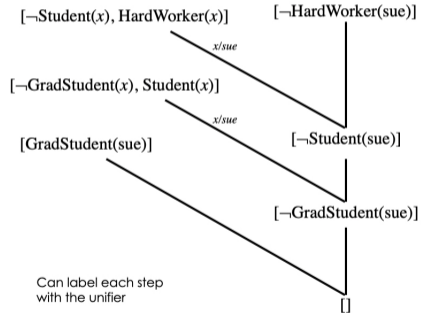 [¬Student(x), HardWorker(x)]
[¬HardWorker(sue)]
x/sue
[¬GradStudent(x), Student(x)]
x/sue
[GradStudent(sue)]
[¬Student(sue)]
[¬GradStudent(sue)]
Can label each step
with the unifier
[]